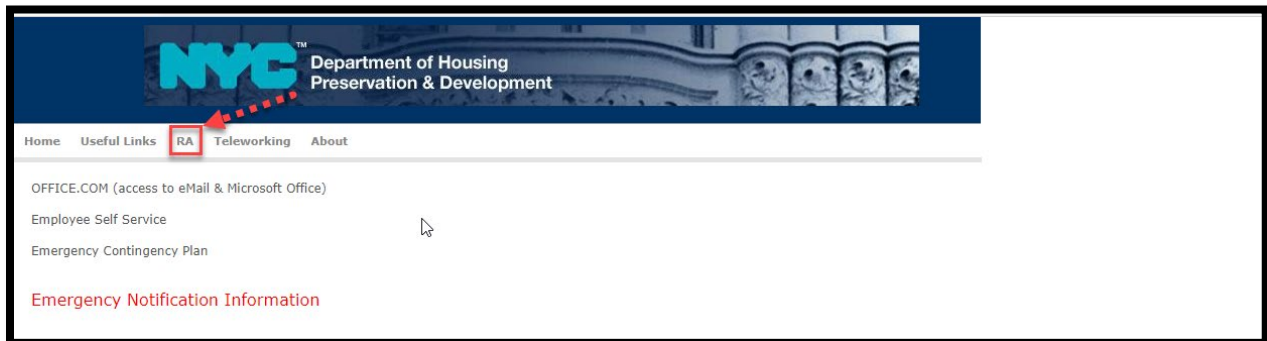 NYC™
Department of Housing
Preservation & Development
Home Useful Links RA Teleworking About
OFFICE.COM (access to eMail & Microsoft Office)
Employee Self Service
Emergency Contingency Plan
Emergency Notification Information